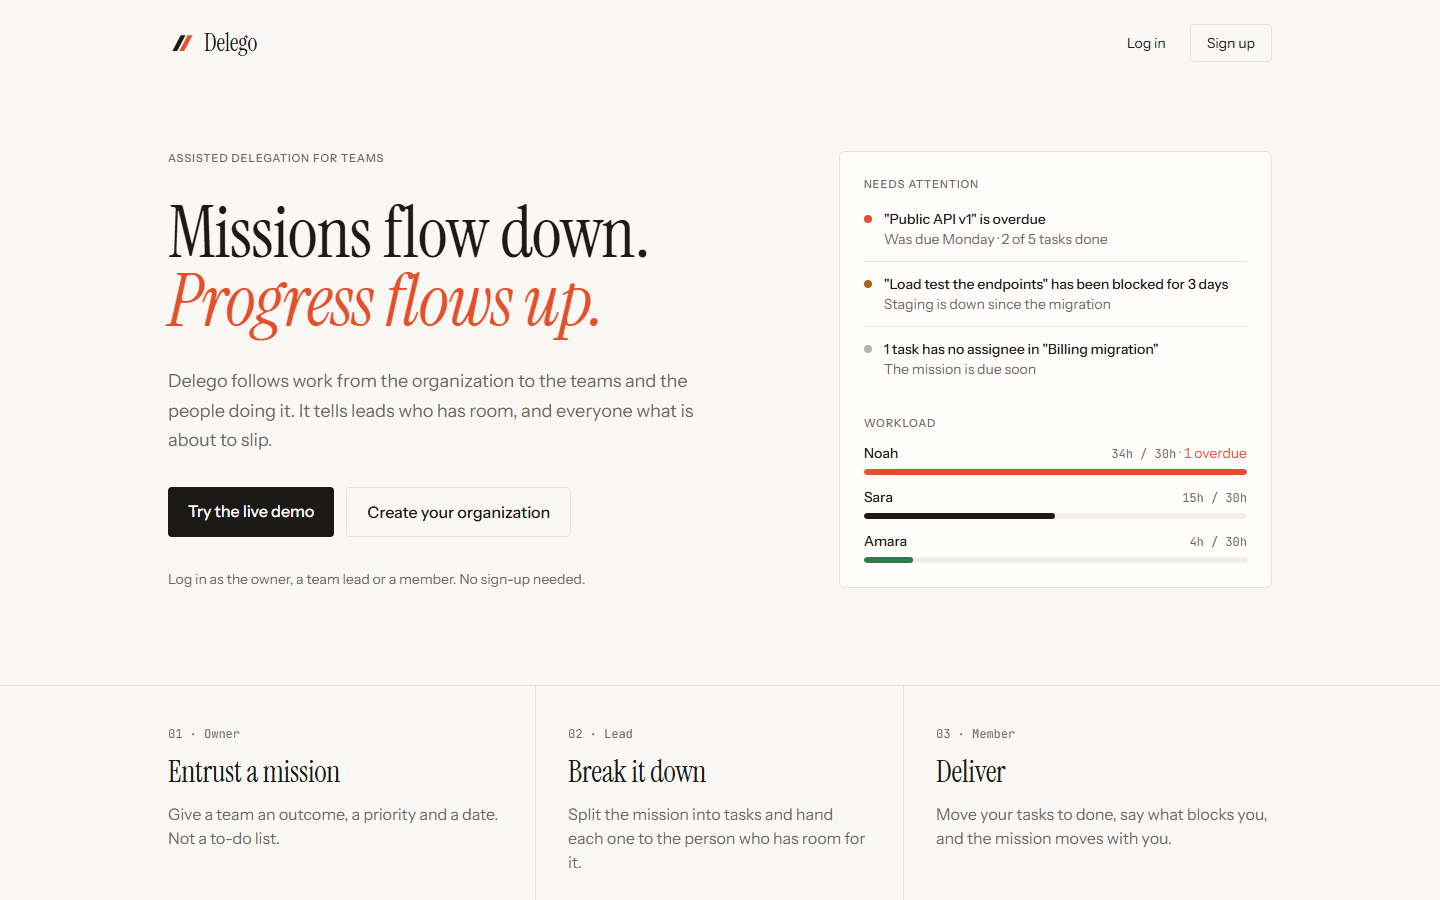 Delego
Log in
Sign up
ASSISTED DELEGATION FOR TEAMS
Missions flow down.
Progress flows up.
Delego follows work from the organization to the teams and the
people doing it. It tells leads who has room, and everyone what is
about to slip.
Try the live demo
Create your organization
Log in as the owner, a team lead or a member. No sign-up needed.
NEEDS ATTENTION
"Public API v1" is overdue
Was due Monday · 2 of 5 tasks done
"Load test the endpoints" has been blocked for 3 days
Staging is down since the migration
1 task has no assignee in "Billing migration"
The mission is due soon
WORKLOAD
Noah 34h / 30h · 1 overdue
Sara 15h / 30h
Amara 4h / 30h
01 · Owner
Entrust a mission
Give a team an outcome, a priority and a date.
Not a to-do list.
02 · Lead
Break it down
Split the mission into tasks and hand
each one to the person who has room for
it.
03 · Member
Deliver
Move your tasks to done, say what blocks you,
and the mission moves with you.